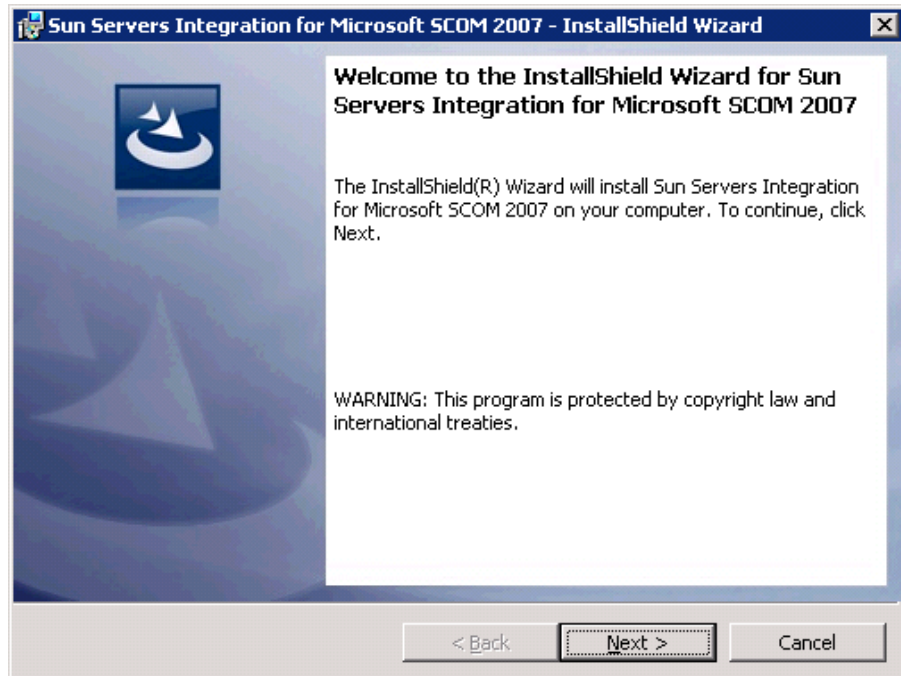 Sun Servers Integration for Microsoft SCOM 2007 - InstallShield Wizard
Welcome to the InstallShield Wizard for Sun
Servers Integration for Microsoft SCOM 2007
The InstallShield(R) Wizard will install Sun Servers Integration
for Microsoft SCOM 2007 on your computer. To continue, click
Next.
WARNING: This program is protected by copyright law and
international treaties.
< Back
Next >
Cancel